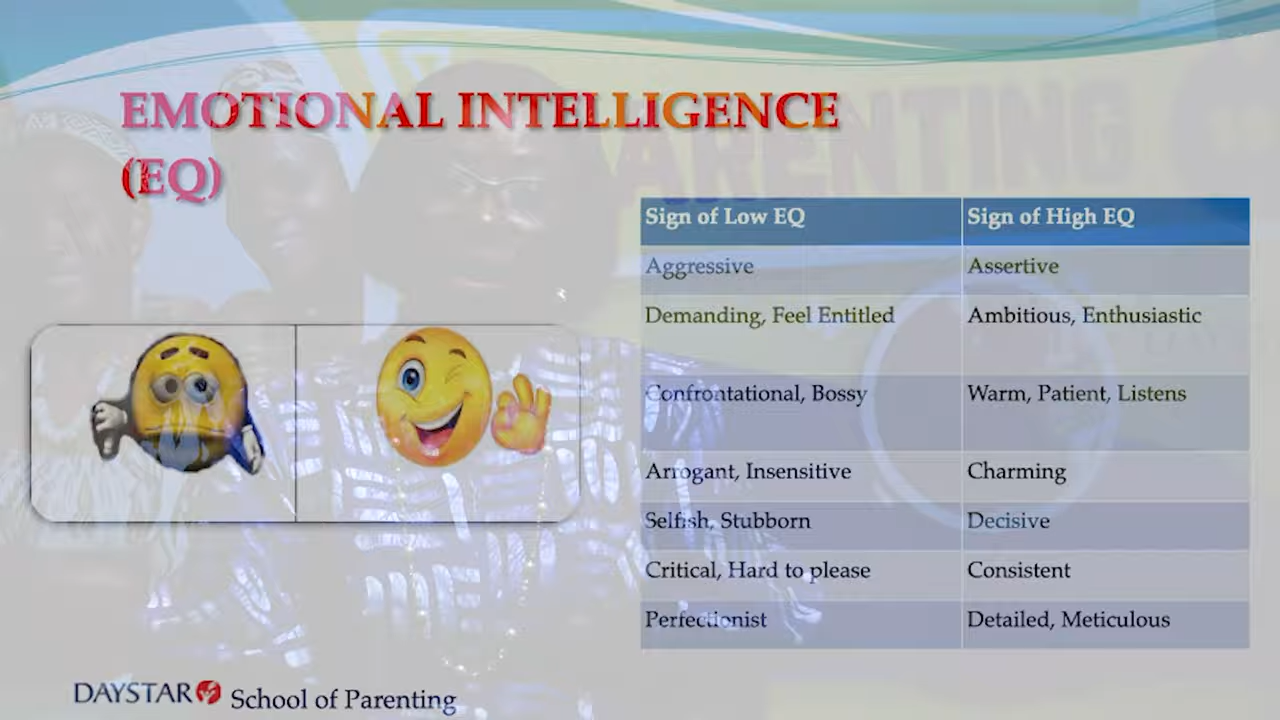 EMOTIONAL INTELLIGENCE
(EQ)
PARENTING
Sign of Low EQ
Sign of High EQ
Aggressive
Assertive
Demanding, Feel Entitled
Ambitious, Enthusiastic
Confrontational, Bossy
Warm, Patient, Listens
Arrogant, Insensitive
Charming
Selfish, Stubborn
Decisive
Critical, Hard to please
Consistent
Perfectionist
Detailed, Meticulous
DAYSTAR School of Parenting